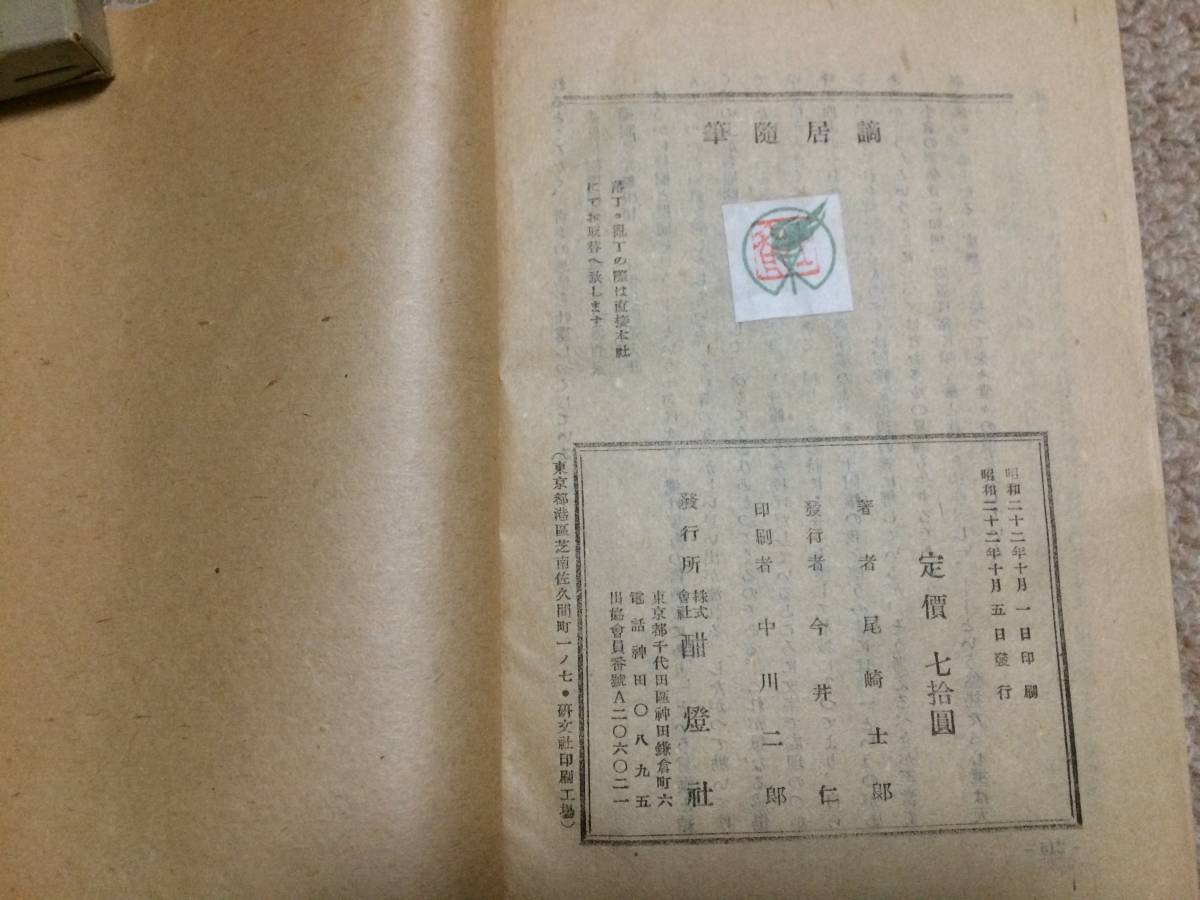 謫居隨筆
落丁・亂丁の際は直接本社
にてお取替へ致します
昭和二十二年十月一日印刷
昭和二十二年十月五日發行
定價 七拾圓
著者 尾崎士郎
發行者 今井仁
印刷者 中川二郎
發行所 株式會社 酣燈社
東京都千代田區神田鎌倉町六
電話神田〇八九五
出協會員番號A二〇六〇二一
(東京都港區芝南佐久間町一ノ七・硏文社印刷工場)